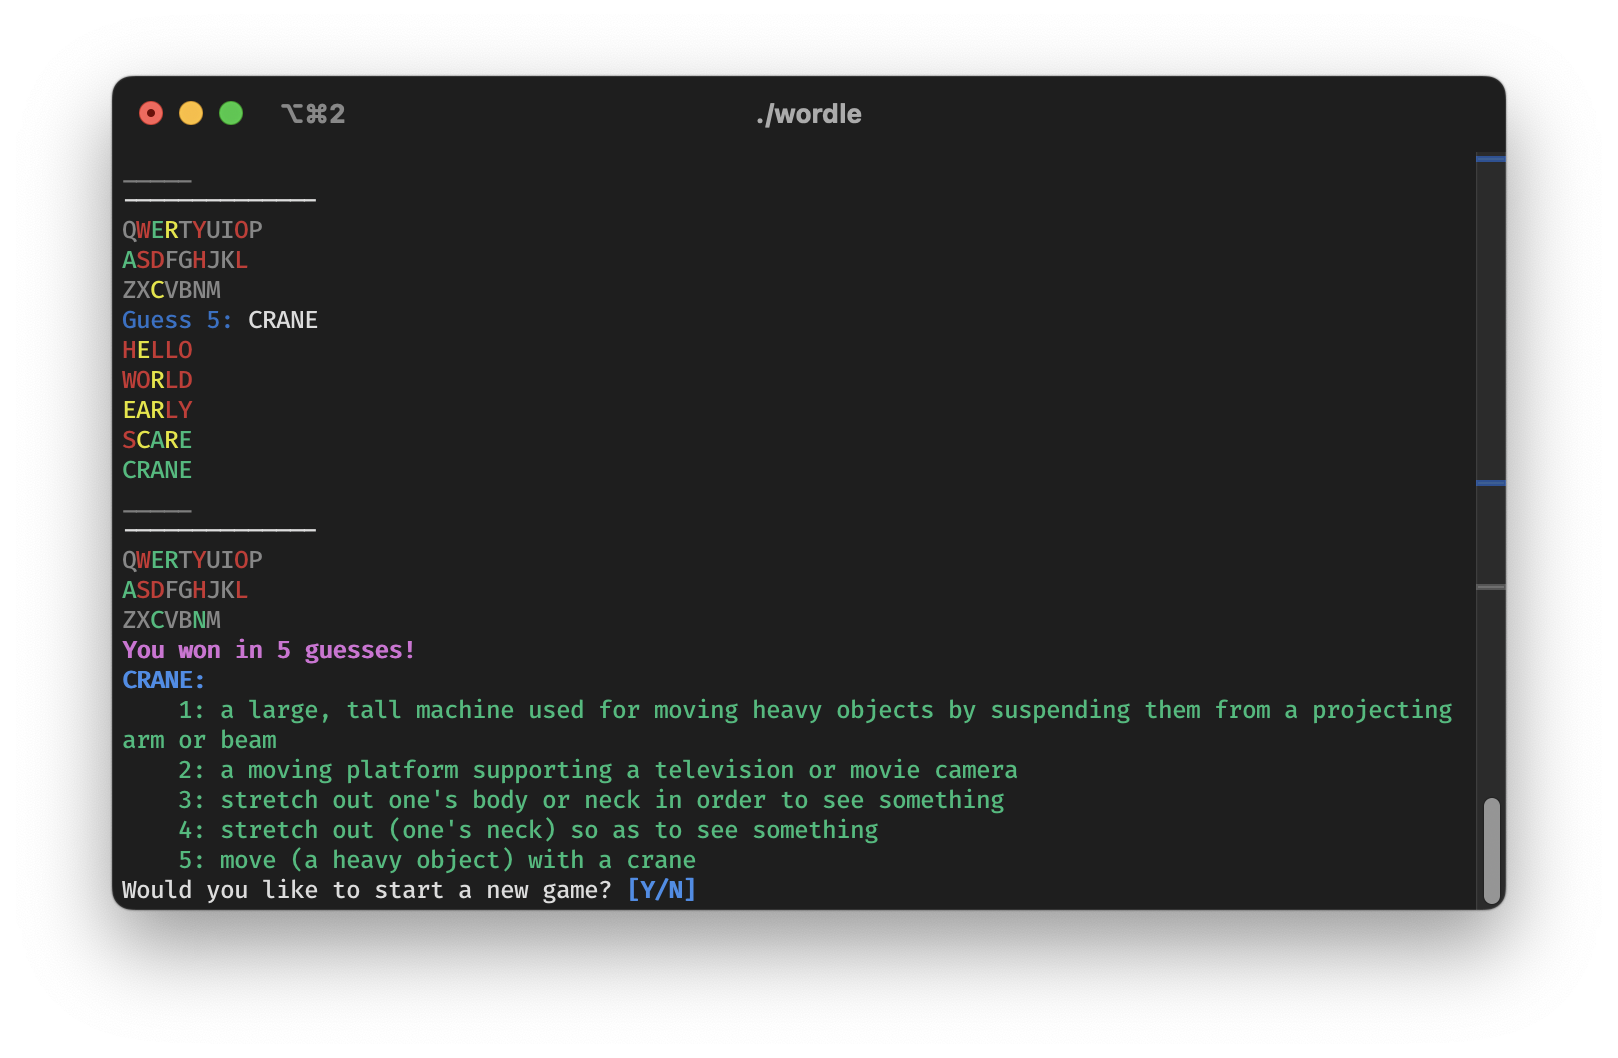 ⌥⌘2
./wordle
_____
QWERTYUIOP
ASDFGHJKL
ZXCVBNM
Guess 5: CRANE
HELLO
WORLD
EARLY
SCARE
CRANE
_____
QWERTYUIOP
ASDFGHJKL
ZXCVBNM
You won in 5 guesses!
CRANE:
1: a large, tall machine used for moving heavy objects by suspending them from a projecting
arm or beam
2: a moving platform supporting a television or movie camera
3: stretch out one's body or neck in order to see something
4: stretch out (one's neck) so as to see something
5: move (a heavy object) with a crane
Would you like to start a new game? [Y/N]